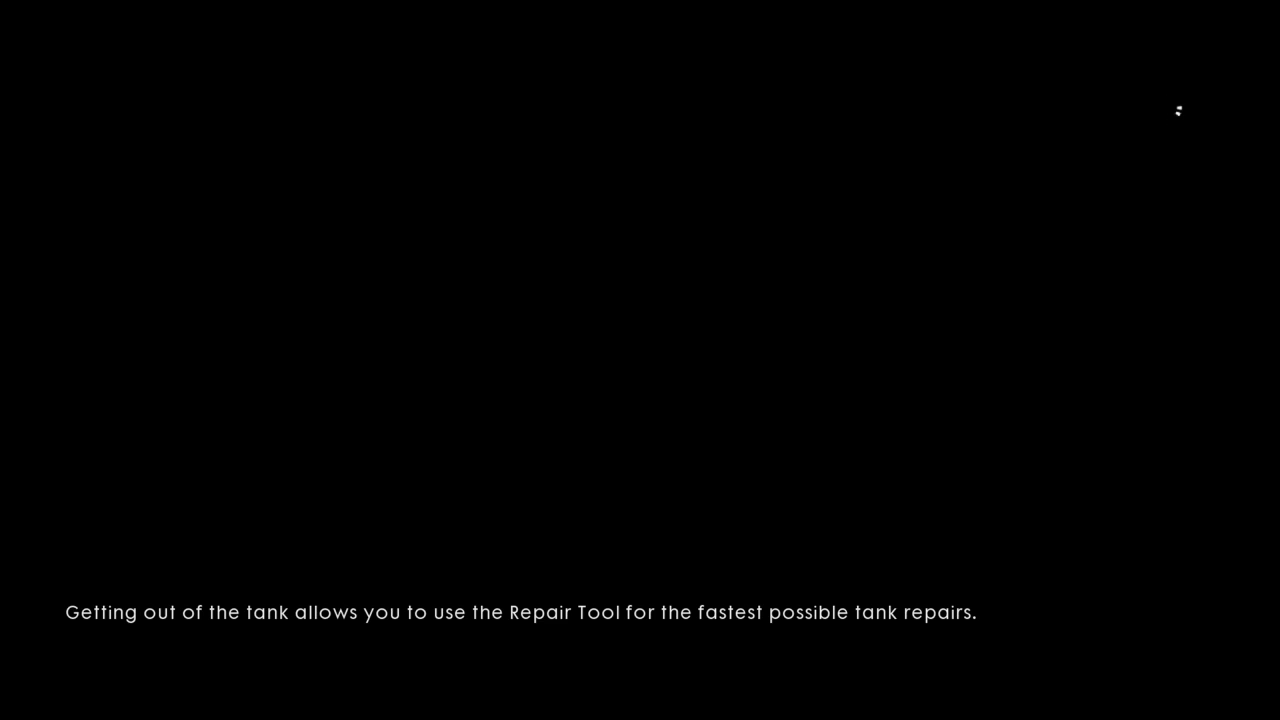 Getting out of the tank allows you to use the Repair Tool for the fastest possible tank repairs.